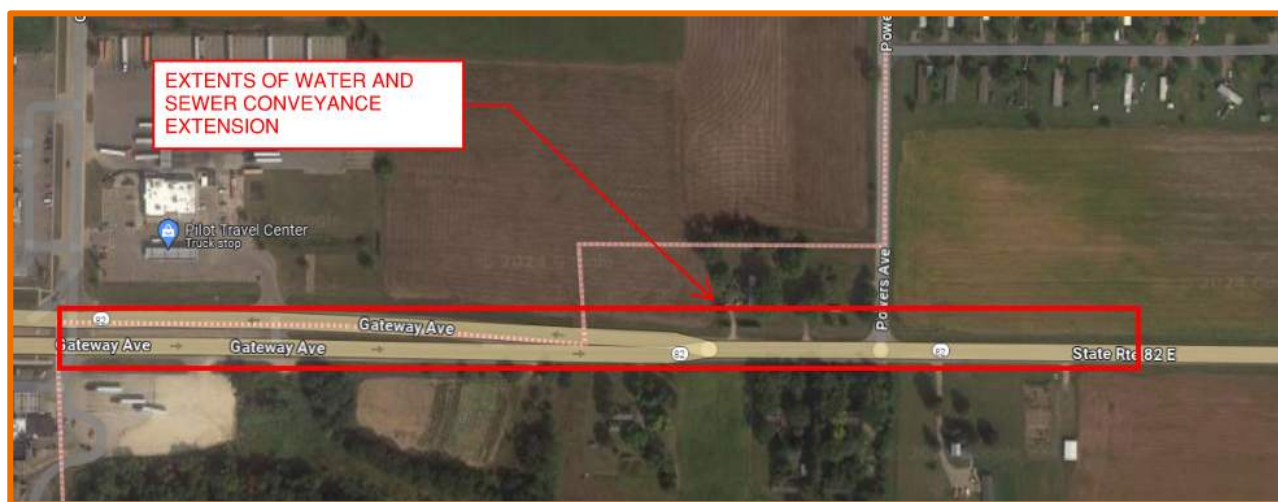 Powe
EXTENTS OF WATER AND
SEWER CONVEYANCE
EXTENSION
Pilot Travel Center
Truck stop
Powers Ave
82
Gateway Ave
Gateway Ave
Gateway Ave
82
82
State Rte 82 E